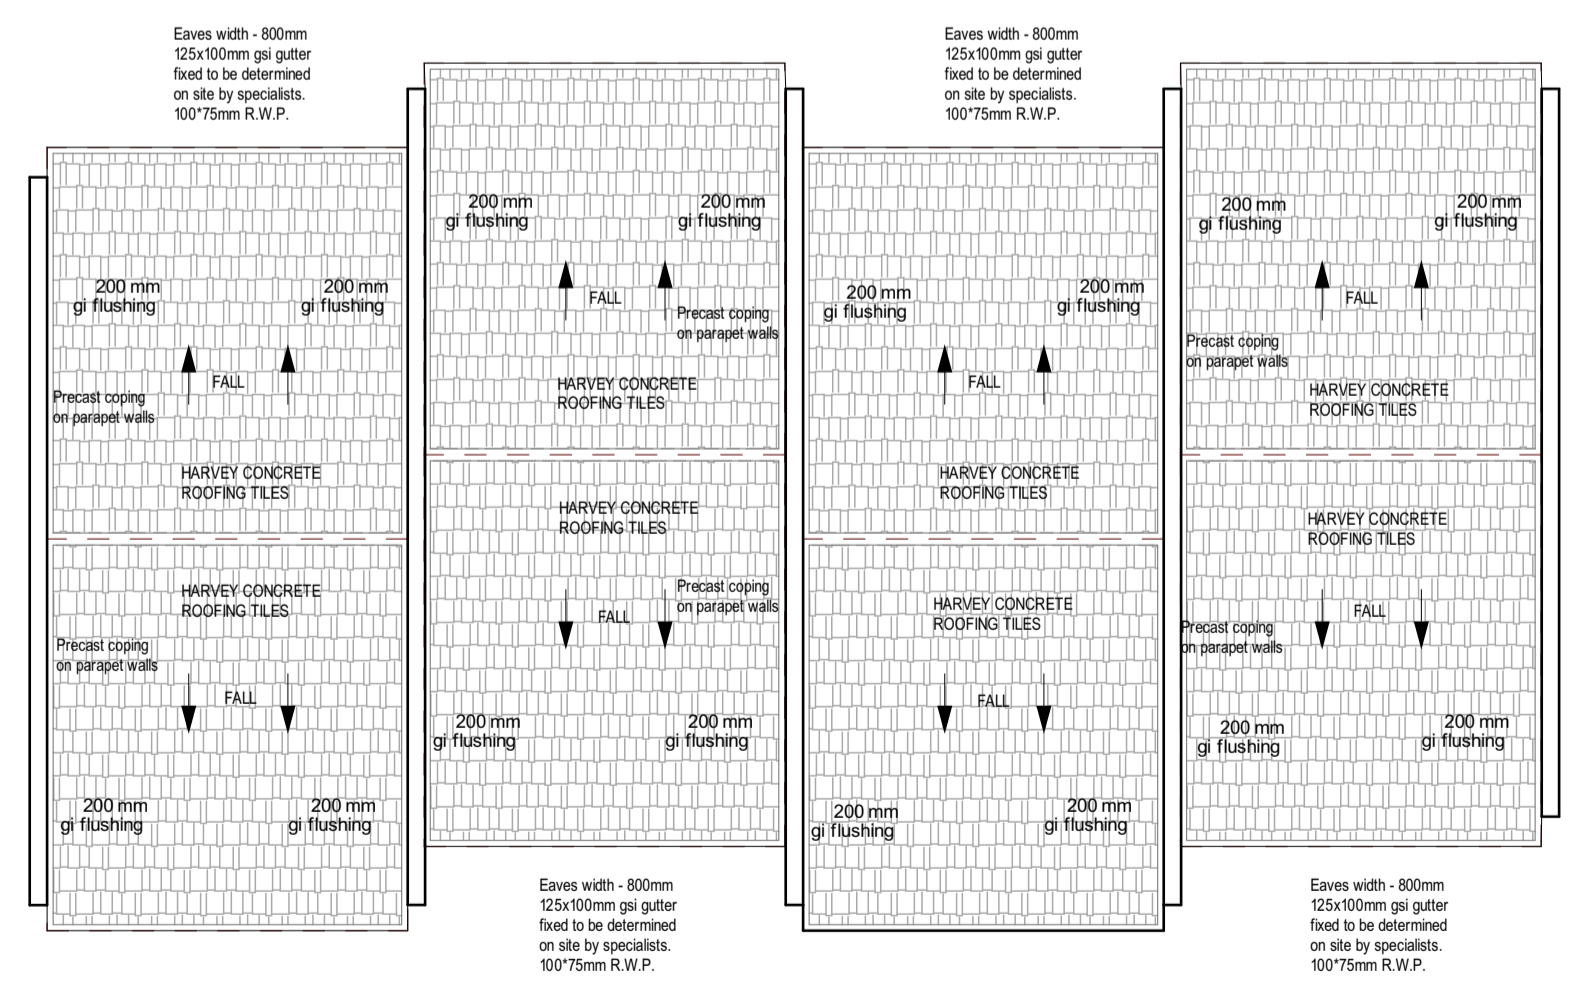 Eaves width - 800mm
125x100mm gsi gutter
fixed to be determined
on site by specialists.
100*75mm R.W.P.
200 mm
gi flushing
200 mm
gi flushing
FALL
Precast coping
on parapet walls
HARVEY CONCRETE
ROOFING TILES
HARVEY CONCRETE
ROOFING TILES
Precast coping
on parapet walls
FALL
200 mm
gi flushing
200 mm
gi flushing
200 mm
gi flushing
200 mm
gi flushing
FALL
Precast coping
on parapet walls
HARVEY CONCRETE
ROOFING TILES
HARVEY CONCRETE
ROOFING TILES
Precast coping
on parapet walls
FALL
200 mm
gi flushing
200 mm
gi flushing
Eaves width - 800mm
125x100mm gsi gutter
fixed to be determined
on site by specialists.
100*75mm R.W.P.
Eaves width - 800mm
125x100mm gsi gutter
fixed to be determined
on site by specialists.
100*75mm R.W.P.
200 mm
gi flushing
200 mm
gi flushing
FALL
HARVEY CONCRETE
ROOFING TILES
HARVEY CONCRETE
ROOFING TILES
FALL
200 mm
gi flushing
200 mm
gi flushing
200 mm
gi flushing
200 mm
gi flushing
FALL
Precast coping
on parapet walls
HARVEY CONCRETE
ROOFING TILES
HARVEY CONCRETE
ROOFING TILES
FALL
Precast coping
on parapet walls
200 mm
gi flushing
200 mm
gi flushing
Eaves width - 800mm
125x100mm gsi gutter
fixed to be determined
on site by specialists.
100*75mm R.W.P.